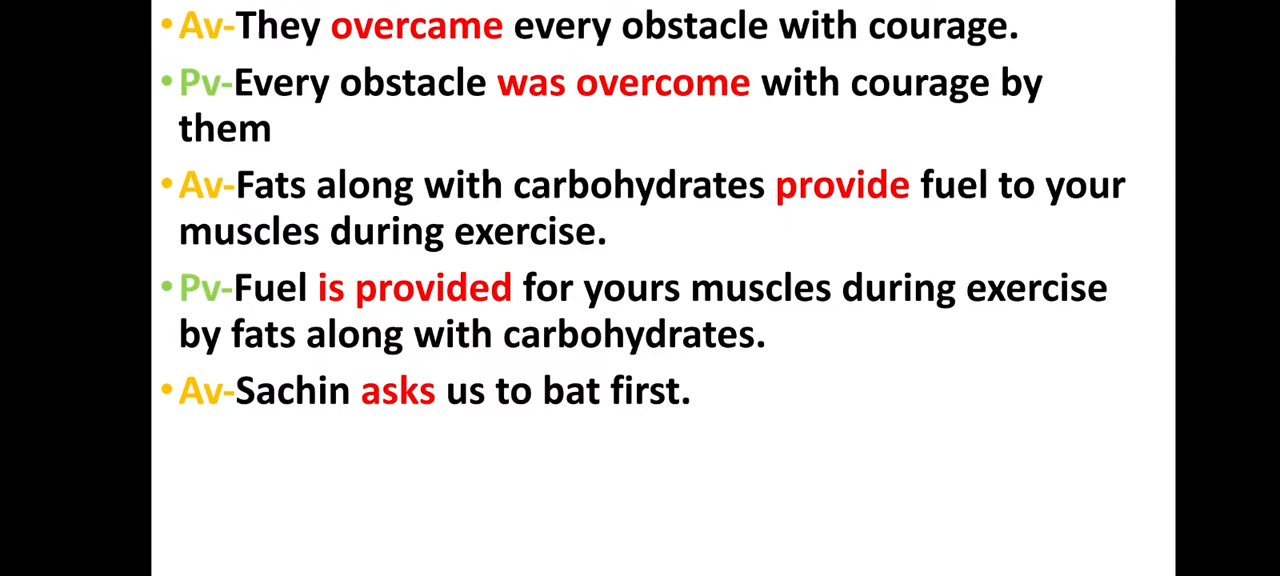 •Av-They overcame every obstacle with courage.
•Pv-Every obstacle was overcome with courage by
them
•Av-Fats along with carbohydrates provide fuel to your
muscles during exercise.
•Pv-Fuel is provided for yours muscles during exercise
by fats along with carbohydrates.
•Av-Sachin asks us to bat first.